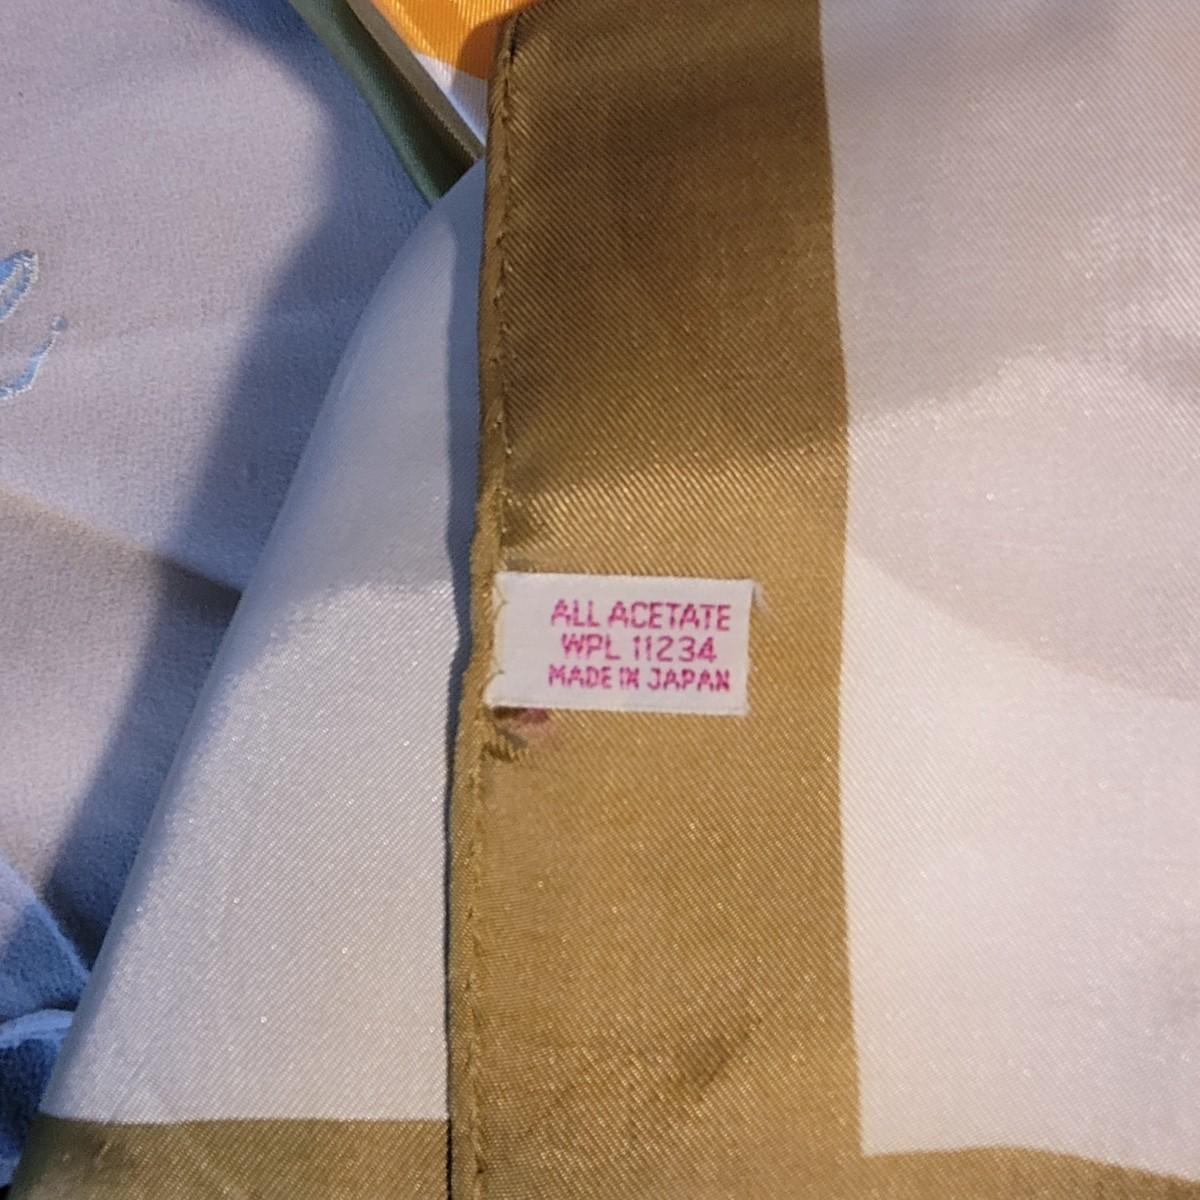 ALL ACETATE
WPL 11234
MADE IN JAPAN